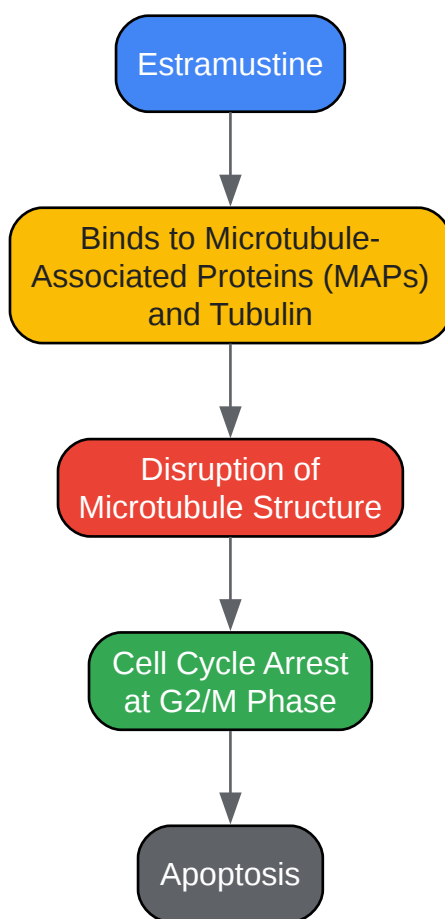 Estramustine
Binds to Microtubule-
Associated Proteins (MAPs)
and Tubulin
Disruption of
Microtubule Structure
Cell Cycle Arrest
at G2/M Phase
Apoptosis